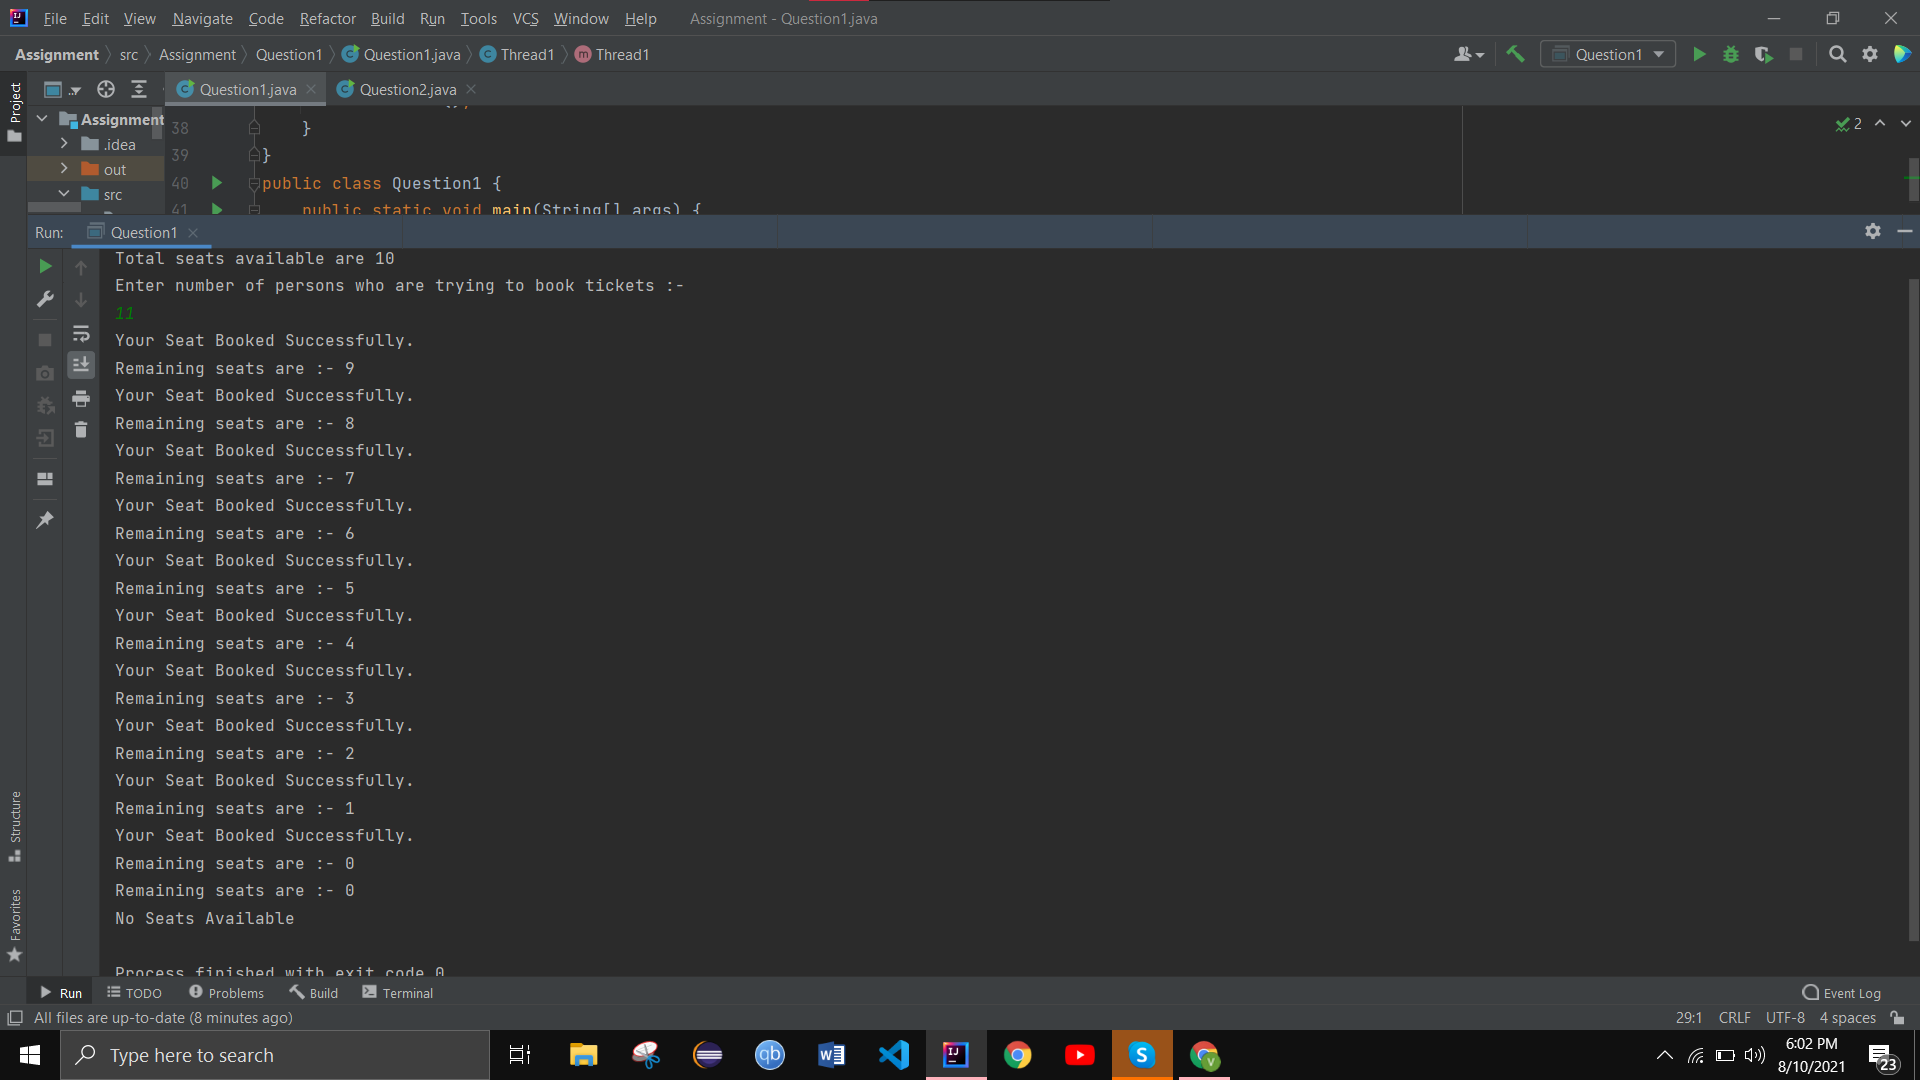 File Edit View Navigate Code Refactor Build Run Tools VCS Window Help Assignment - Question1.java
Assignment src Assignment Question1 Question1.java Thread1 Thread1 Question1
Project
Question1.java Question2.java
Assignment
.idea
out
src
38 }
39 }
40 public class Question1 {
41 public static void main(String[] args) {
2
Run: Question1
Total seats available are 10
Enter number of persons who are trying to book tickets :-
11
Your Seat Booked Successfully.
Remaining seats are :- 9
Your Seat Booked Successfully.
Remaining seats are :- 8
Your Seat Booked Successfully.
Remaining seats are :- 7
Your Seat Booked Successfully.
Remaining seats are :- 6
Your Seat Booked Successfully.
Remaining seats are :- 5
Your Seat Booked Successfully.
Remaining seats are :- 4
Your Seat Booked Successfully.
Remaining seats are :- 3
Your Seat Booked Successfully.
Remaining seats are :- 2
Your Seat Booked Successfully.
Remaining seats are :- 1
Your Seat Booked Successfully.
Remaining seats are :- 0
Remaining seats are :- 0
No Seats Available
Process finished with exit code 0
Structure
Favorites
Run TODO Problems Build Terminal Event Log
All files are up-to-date (8 minutes ago) 29:1 CRLF UTF-8 4 spaces
Type here to search
6:02 PM
8/10/2021
23